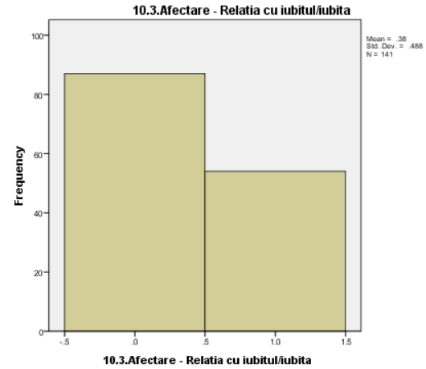 10.3.Afectare - Relatia cu iubitul/iubita
Mean = .38
Std. Dev. = .488
N = 141
100
80
60
40
20
0
Frequency
-.5
.0
.5
1.0
1.5
10.3.Afectare - Relatia cu iubitul/iubita